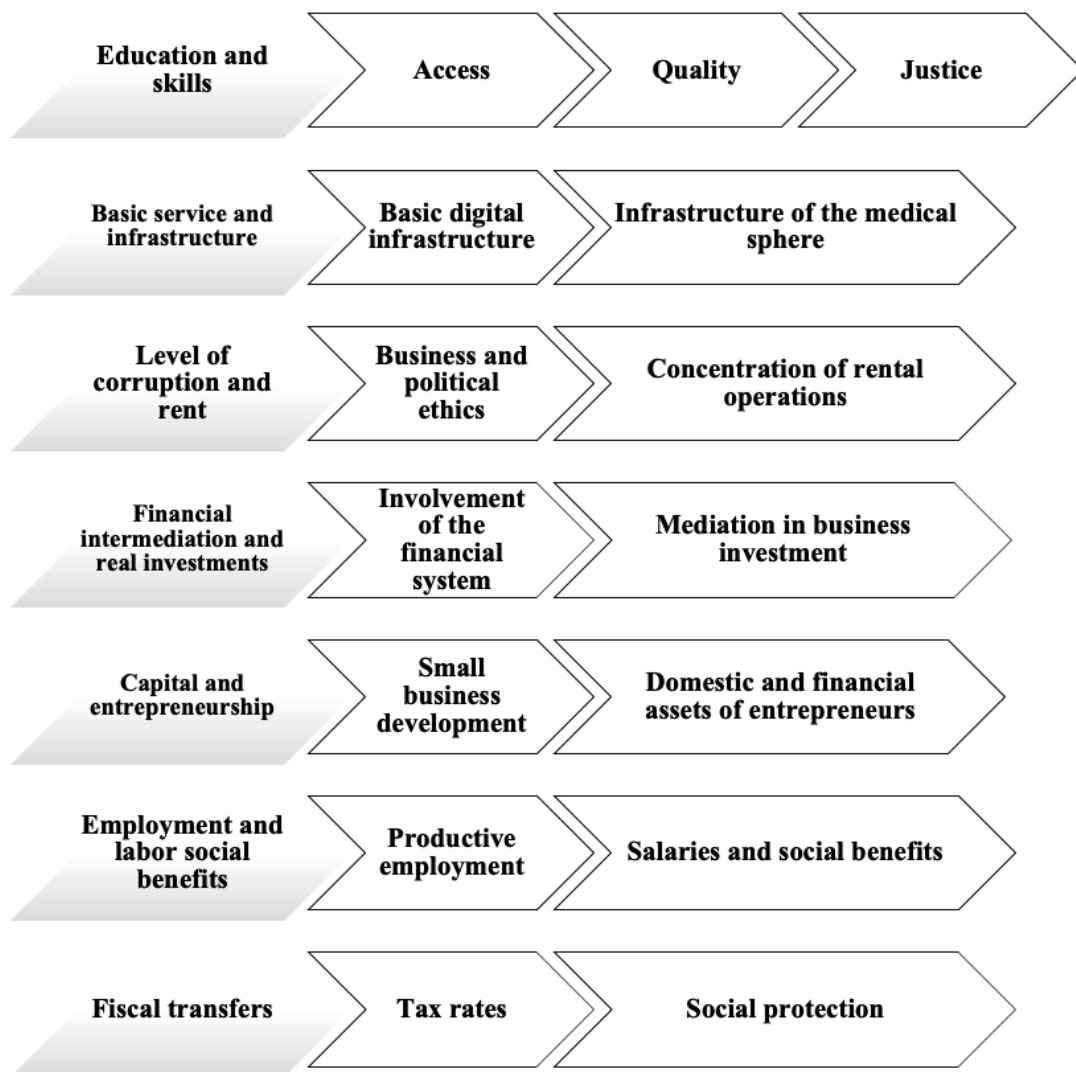 Education and
skills
Access
Quality
Justice
Basic service and
infrastructure
Basic digital
infrastructure
Infrastructure of the medical
sphere
Level of
corruption and
rent
Business and
political
ethics
Concentration of rental
operations
Financial
intermediation and
real investments
Involvement
of the
financial
system
Mediation in business
investment
Capital and
entrepreneurship
Small
business
development
Domestic and financial
assets of entrepreneurs
Employment and
labor social
benefits
Productive
employment
Salaries and social benefits
Fiscal transfers
Tax rates
Social protection